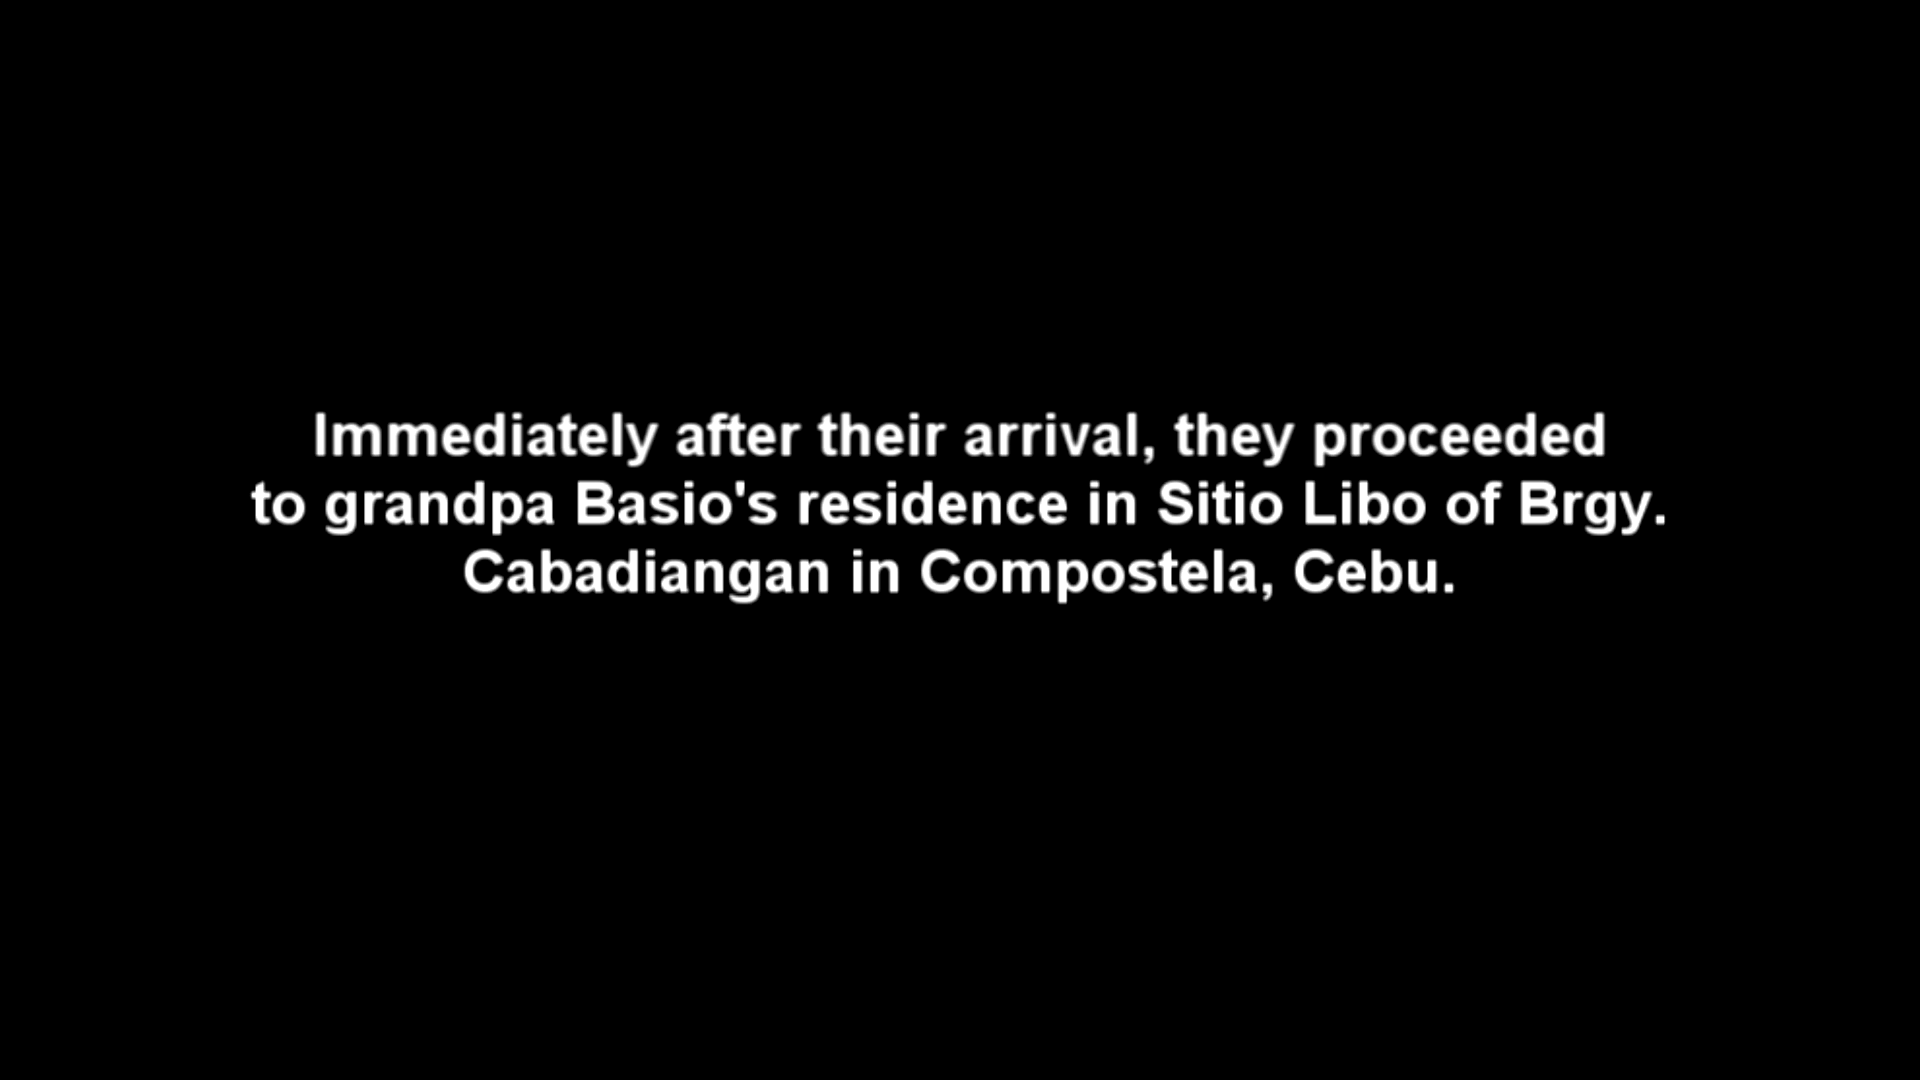 Immediately after their arrival, they proceeded
to grandpa Basio's residence in Sitio Libo of Brgy.
Cabadiangan in Compostela, Cebu.